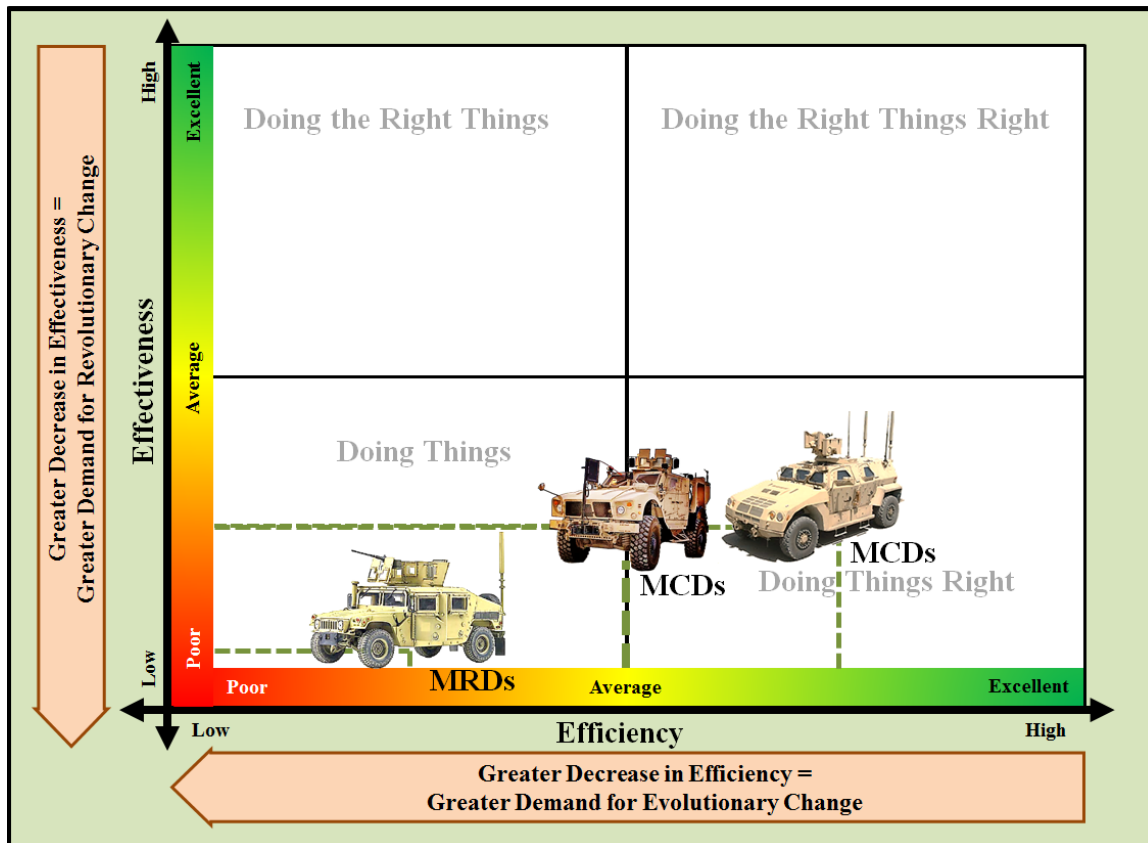 Greater Decrease in Effectiveness =
Greater Demand for Revolutionary Change
Effectiveness
High
Low
Excellent
Average
Poor
Doing the Right Things
Doing the Right Things Right
Doing Things
MCDs
MCDs
Doing Things Right
MRDs
Poor
Average
Excellent
Low
Efficiency
High
Greater Decrease in Efficiency =
Greater Demand for Evolutionary Change